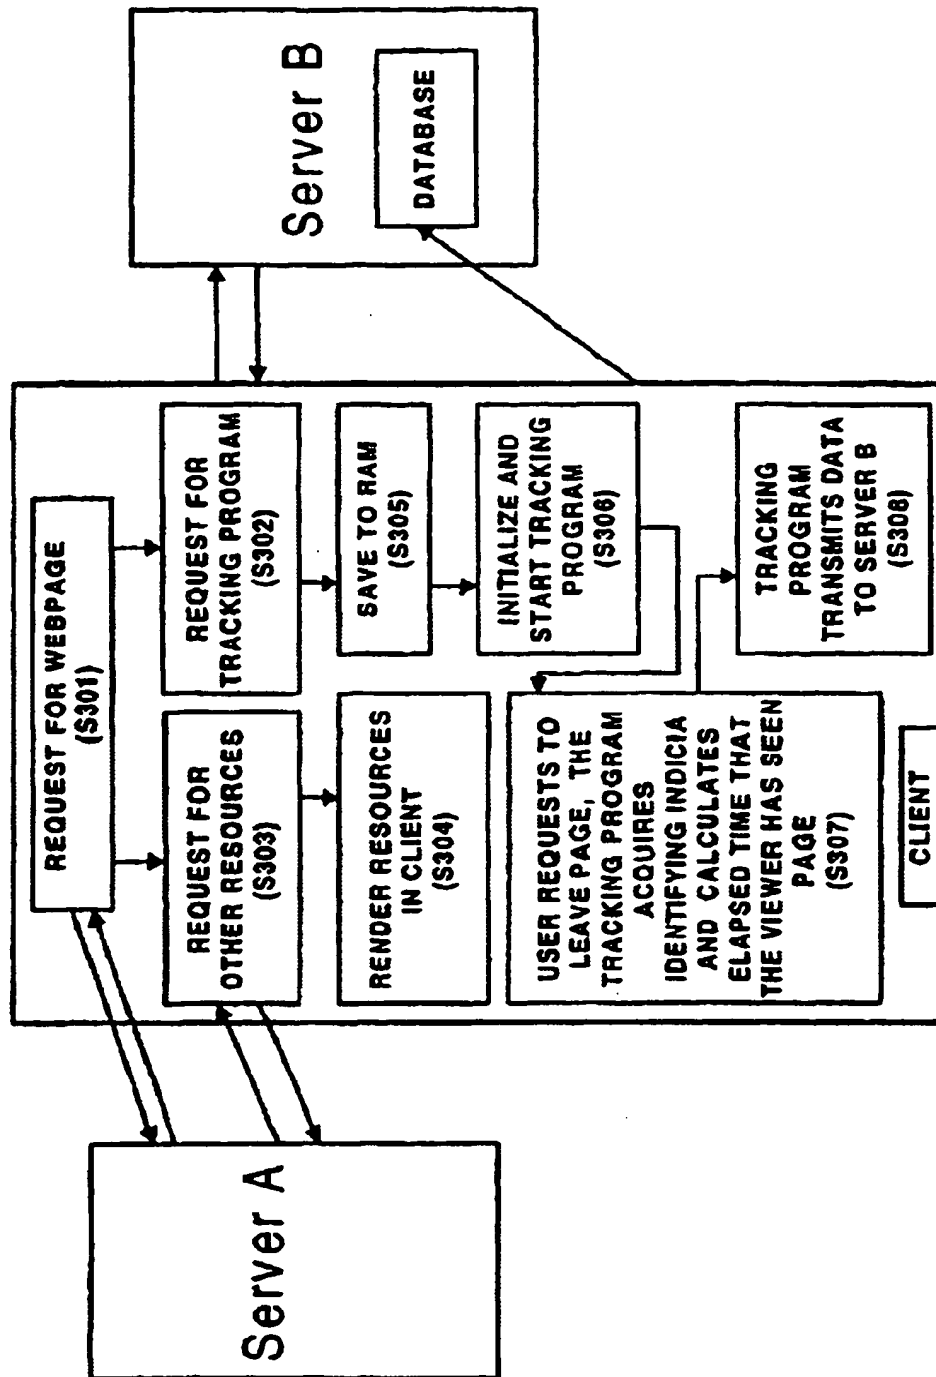 Server A
REQUEST FOR WEBPAGE
(S301)
REQUEST FOR
OTHER RESOURCES
(S303)
REQUEST FOR
TRACKING PROGRAM
(S302)
RENDER RESOURCES
IN CLIENT
(S304)
SAVE TO RAM
(S305)
INITIALIZE AND
START TRACKING
PROGRAM
(S306)
USER REQUESTS TO
LEAVE PAGE, THE
TRACKING PROGRAM
ACQUIRES
IDENTIFYING INDICIA
AND CALCULATES
ELAPSED TIME THAT
THE VIEWER HAS SEEN
PAGE
(S307)
TRACKING
PROGRAM
TRANSMITS DATA
TO SERVER B
(S308)
CLIENT
Server B
DATABASE